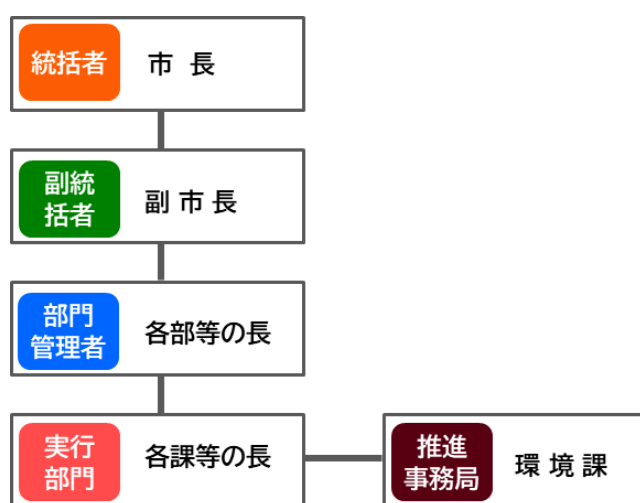 統括者
市 長
副統
括者
副 市 長
部門
管理者
各部等の長
実行
部門
各課等の長
推進
事務局
環 境 課